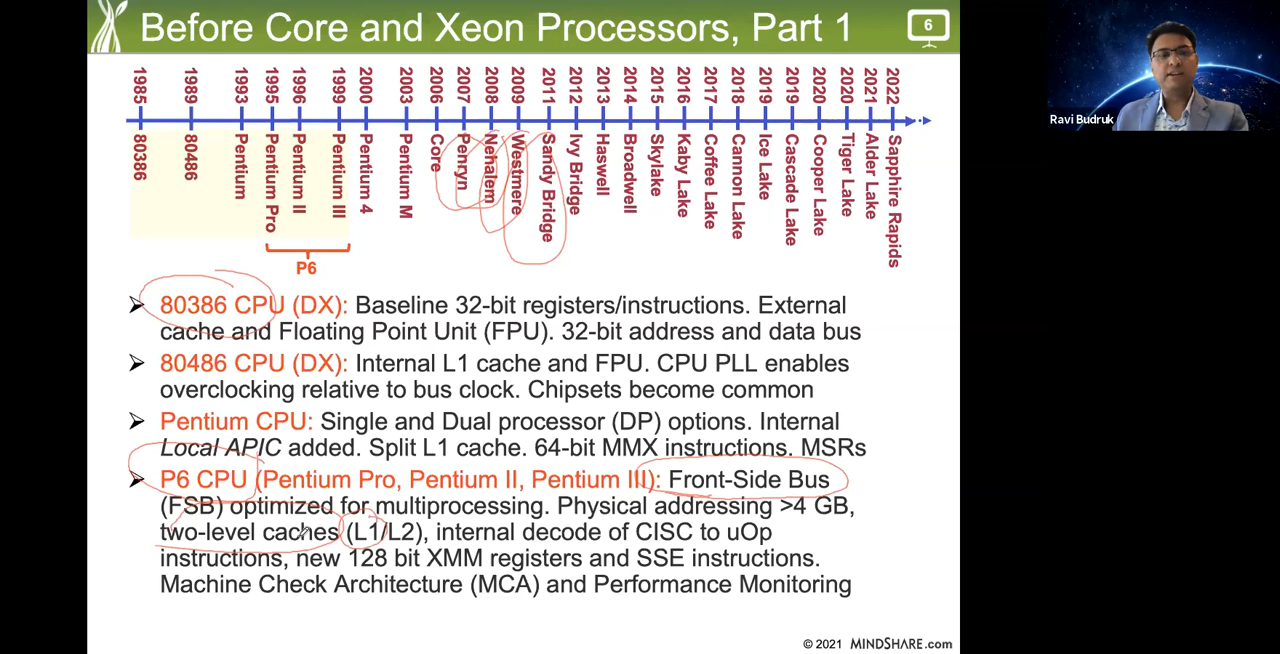 Before Core and Xeon Processors, Part 1
6
Ravi Budruk
1985
1989
1993
1995
1996
1999
2000
2003
2006
2007
2008
2009
2011
2012
2013
2014
2015
2016
2017
2018
2019
2019
2020
2020
2021
2022
80386
80486
Pentium
Pentium Pro
Pentium II
Pentium III
Pentium 4
Pentium M
Core
Penryn
Nehalem
Westmere
Sandy Bridge
Ivy Bridge
Haswell
Broadwell
Skylake
Kaby Lake
Coffee Lake
Cannon Lake
Ice Lake
Cascade Lake
Cooper Lake
Tiger Lake
Alder Lake
Sapphire Rapids
P6
80386 CPU (DX): Baseline 32-bit registers/instructions. External
cache and Floating Point Unit (FPU). 32-bit address and data bus
80486 CPU (DX): Internal L1 cache and FPU. CPU PLL enables
overclocking relative to bus clock. Chipsets become common
Pentium CPU: Single and Dual processor (DP) options. Internal
Local APIC added. Split L1 cache. 64-bit MMX instructions. MSRs
P6 CPU (Pentium Pro, Pentium II, Pentium III): Front-Side Bus
(FSB) optimized for multiprocessing. Physical addressing >4 GB,
two-level caches (L1/L2), internal decode of CISC to uOp
instructions, new 128 bit XMM registers and SSE instructions.
Machine Check Architecture (MCA) and Performance Monitoring
© 2021 MINDSHARE.com